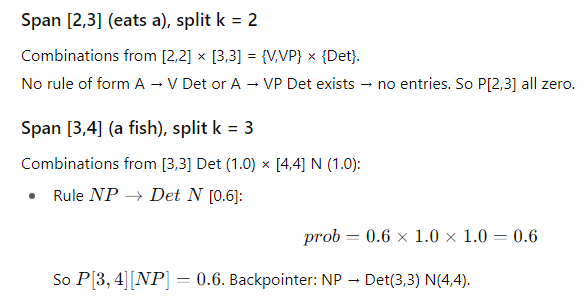 Span [2,3] (eats a), split k = 2
Combinations from [2,2] × [3,3] = {V,VP} × {Det}.
No rule of form A → V Det or A → VP Det exists → no entries. So P[2,3] all zero.
Span [3,4] (a fish), split k = 3
Combinations from [3,3] Det (1.0) × [4,4] N (1.0):
• Rule NP → Det N [0.6]:
prob = 0.6 × 1.0 × 1.0 = 0.6
So P[3,4][NP] = 0.6. Backpointer: NP → Det(3,3) N(4,4).